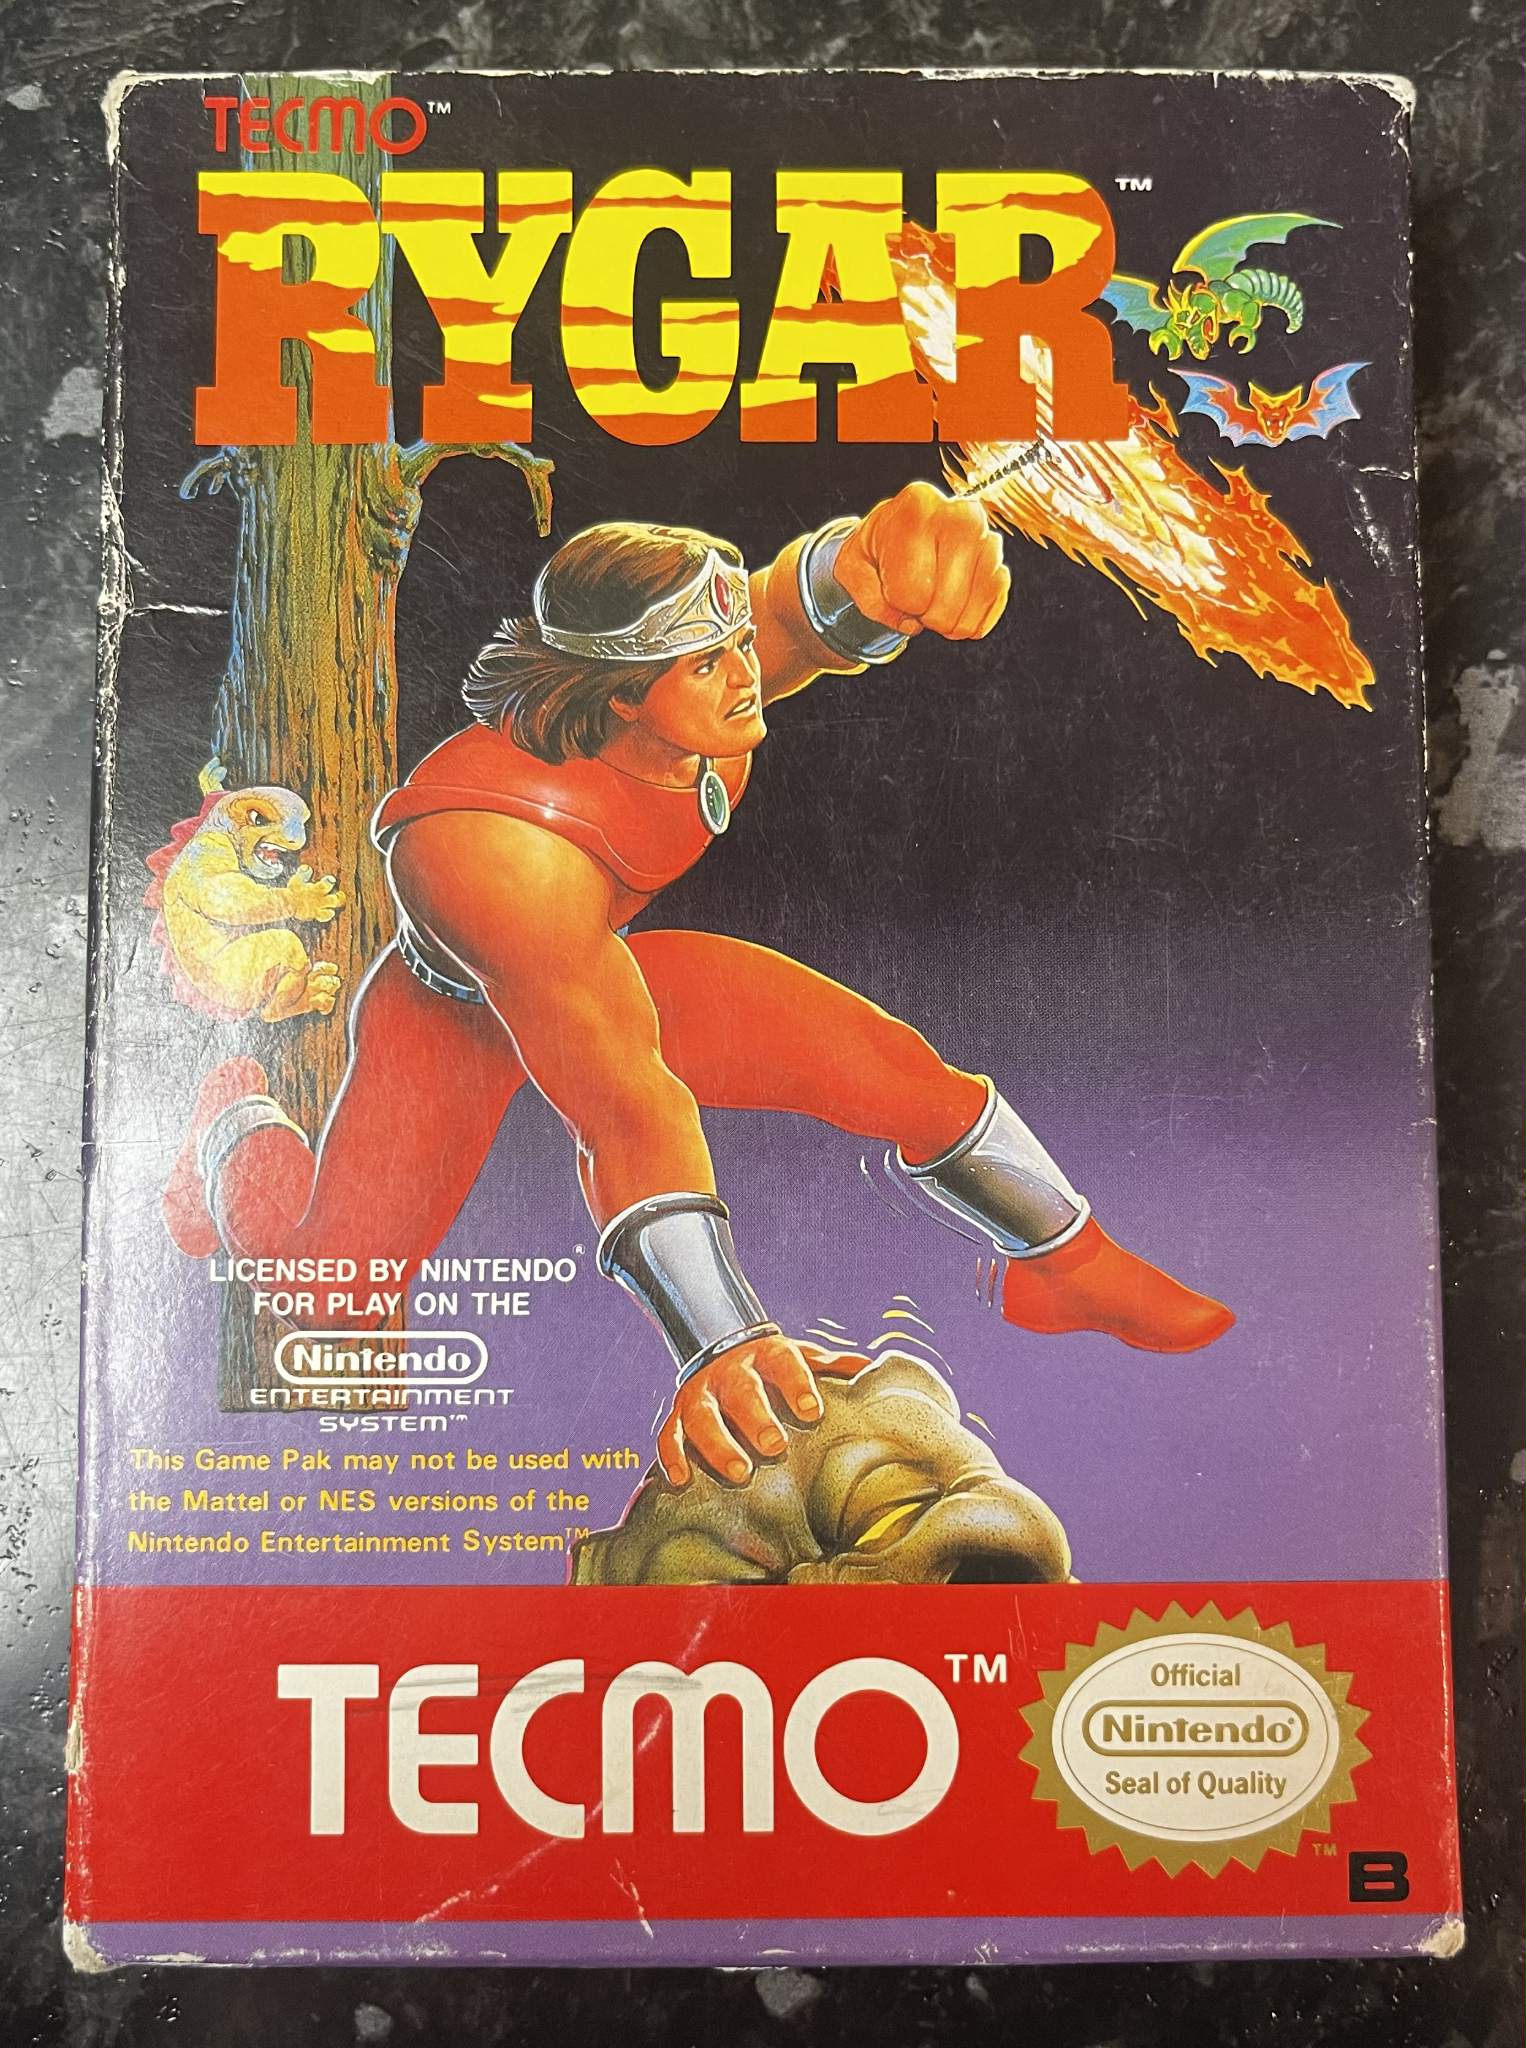 TECMO™
RYGAR™
LICENSED BY NINTENDO®
FOR PLAY ON THE
Nintendo
ENTERTAINMENT
SYSTEM™
This Game Pak may not be used with
the Mattel or NES versions of the
Nintendo Entertainment System™.
TECMO™
Official
Nintendo®
Seal of Quality
TM
B